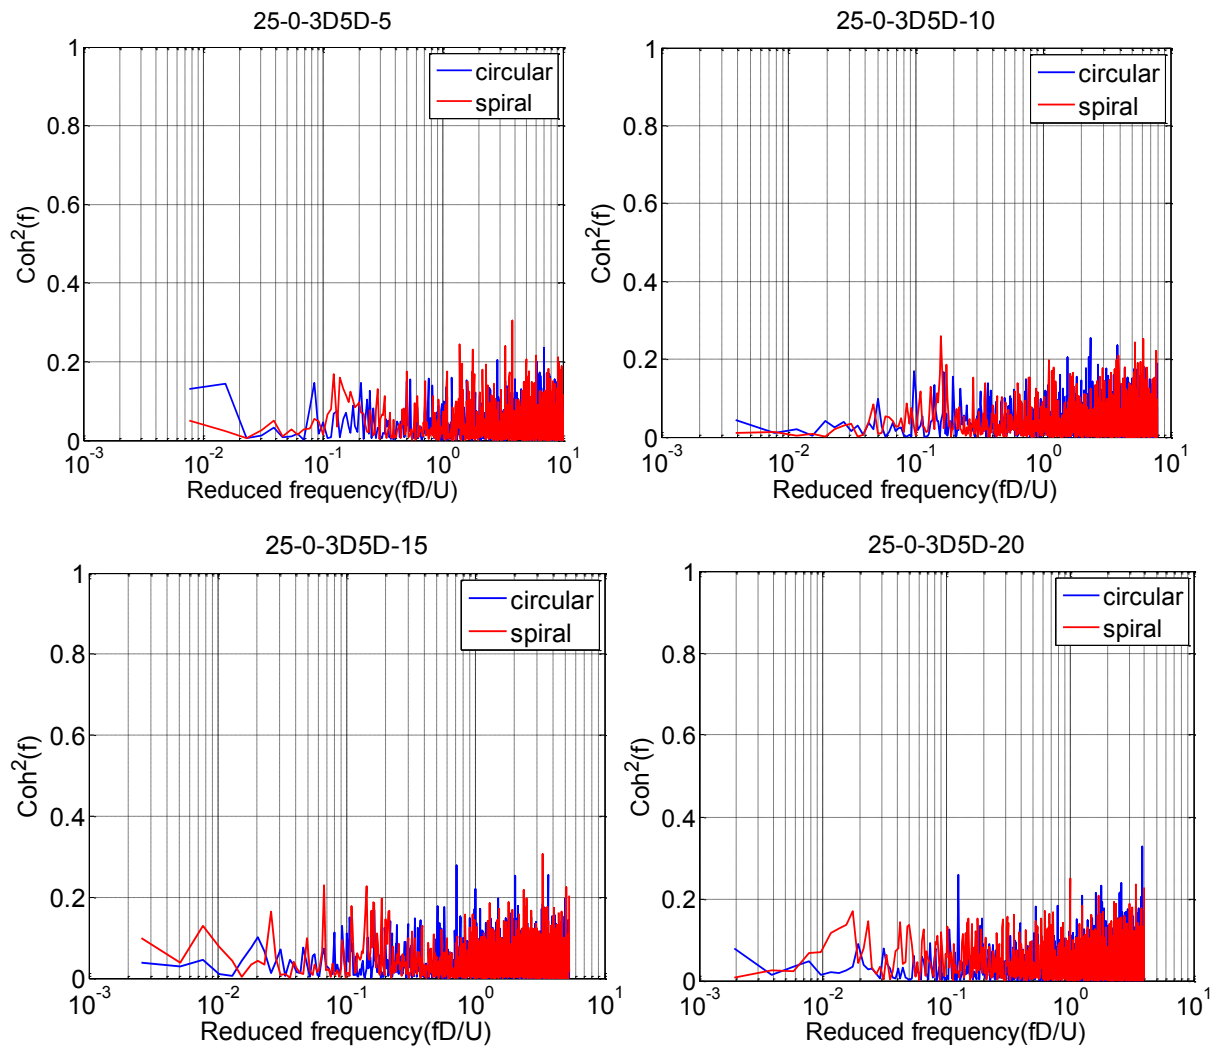 25-0-3D5D-5
1
0.8
0.6
0.4
0.2
0
Coh²(f)
circular
spiral
10⁻³
10⁻²
10⁻¹
10⁰
10¹
Reduced frequency(fD/U)
25-0-3D5D-10
1
0.8
0.6
0.4
0.2
0
Coh²(f)
circular
spiral
10⁻³
10⁻²
10⁻¹
10⁰
10¹
Reduced frequency(fD/U)
25-0-3D5D-15
1
0.8
0.6
0.4
0.2
0
Coh²(f)
circular
spiral
10⁻³
10⁻²
10⁻¹
10⁰
10¹
Reduced frequency(fD/U)
25-0-3D5D-20
1
0.8
0.6
0.4
0.2
0
Coh²(f)
circular
spiral
10⁻³
10⁻²
10⁻¹
10⁰
10¹
Reduced frequency(fD/U)